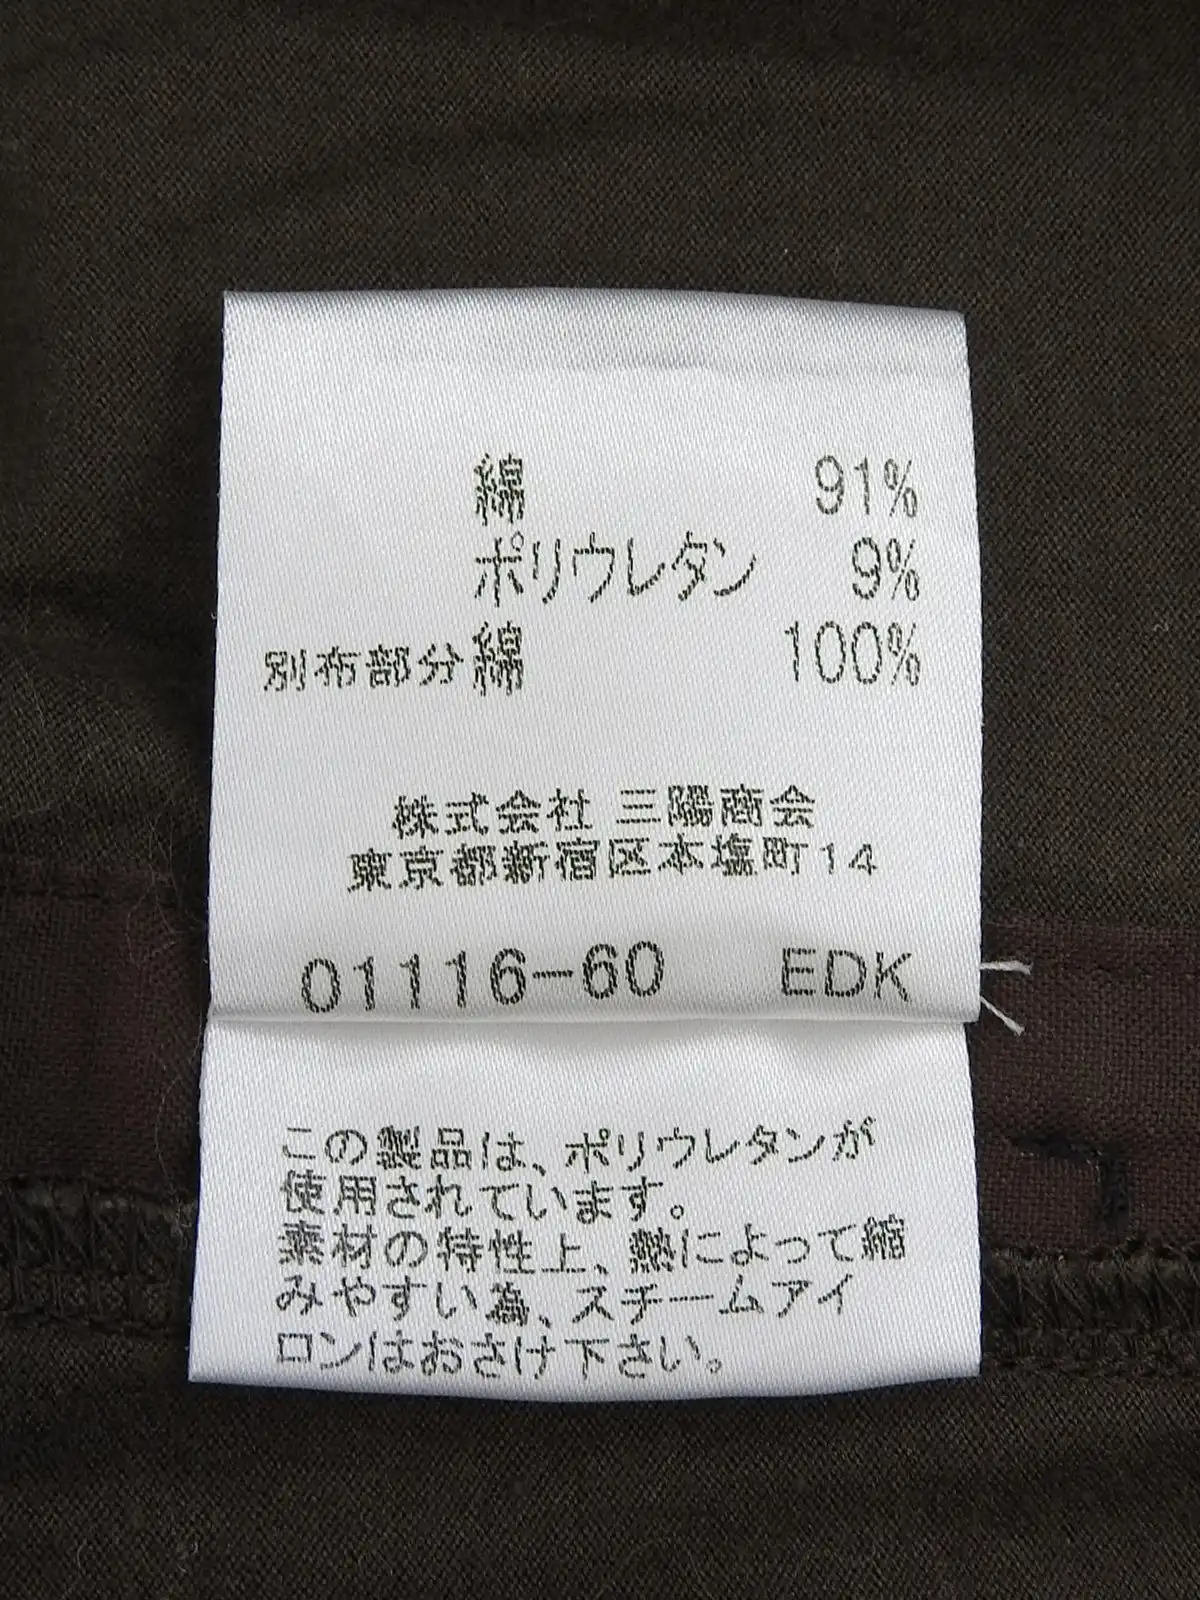 綿 91%
ポリウレタン 9%
別布部分 綿 100%
株式会社 三陽商会
東京都新宿区本塩町14
01116-60 EDK
この製品は、ポリウレタンが
使用されています。
素材の特性上、熱によって縮
みやすい為、スチームアイ
ロンはおさけ下さい。